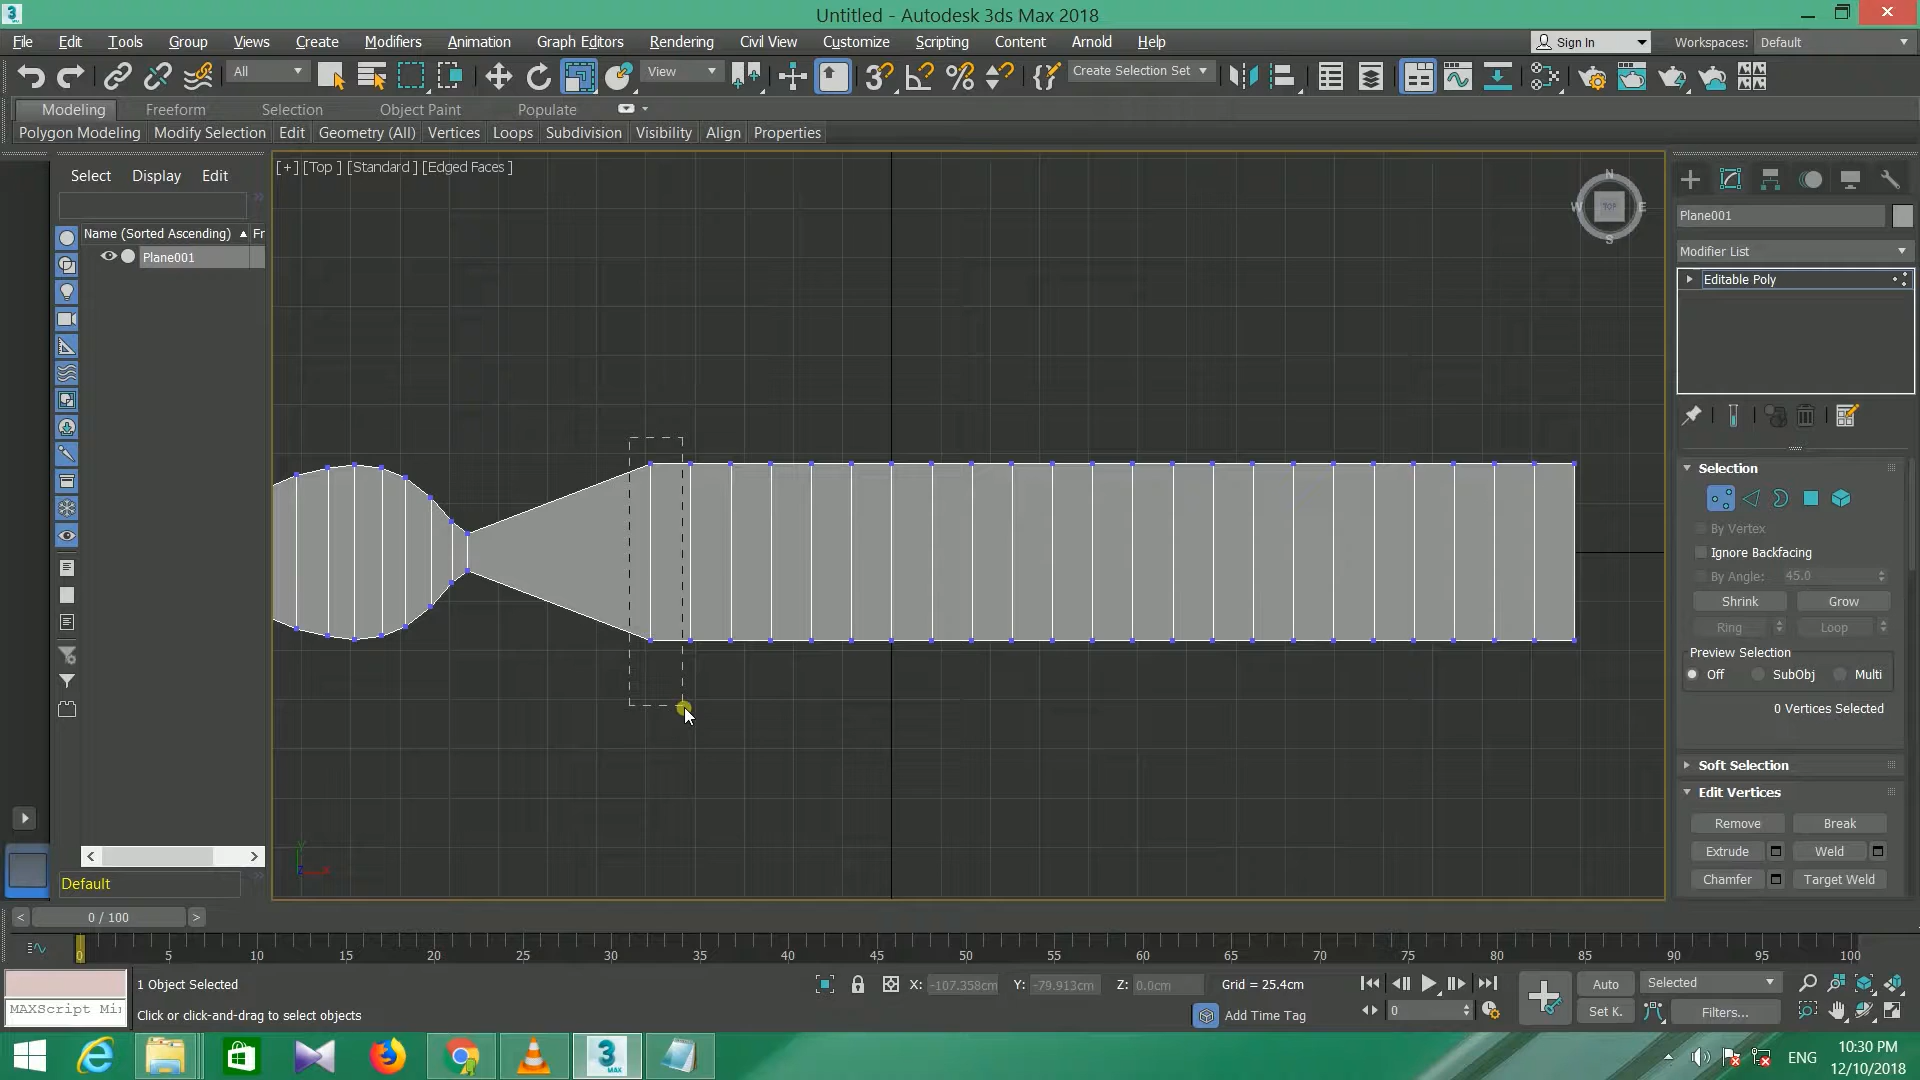 Untitled - Autodesk 3ds Max 2018
File Edit Tools Group Views Create Modifiers Animation Graph Editors Rendering Civil View Customize Scripting Content Arnold Help Sign In Workspaces: Default
All View Create Selection Set
Modeling Freeform Selection Object Paint Populate
Polygon Modeling Modify Selection Edit Geometry (All) Vertices Loops Subdivision Visibility Align Properties
Select Display Edit
Name (Sorted Ascending) Fr
Plane001
[+] [Top ] [Standard ] [Edged Faces ]
N
W TOP E
S
Plane001
Modifier List
Editable Poly
Selection
By Vertex
Ignore Backfacing
By Angle: 45.0
Shrink Grow
Ring Loop
Preview Selection
Off SubObj Multi
0 Vertices Selected
Soft Selection
Edit Vertices
Remove Break
Extrude Weld
Chamfer Target Weld
Default
< 0 / 100 >
0 5 10 15 20 25 30 35 40 45 50 55 60 65 70 75 80 85 90 95 100
1 Object Selected X: -107.358cm Y: -79.913cm Z: 0.0cm Grid = 25.4cm Auto Selected
MAXScript Mi Click or click-and-drag to select objects Add Time Tag 0 Set K. Filters...
3 MAX ENG 10:30 PM
12/10/2018